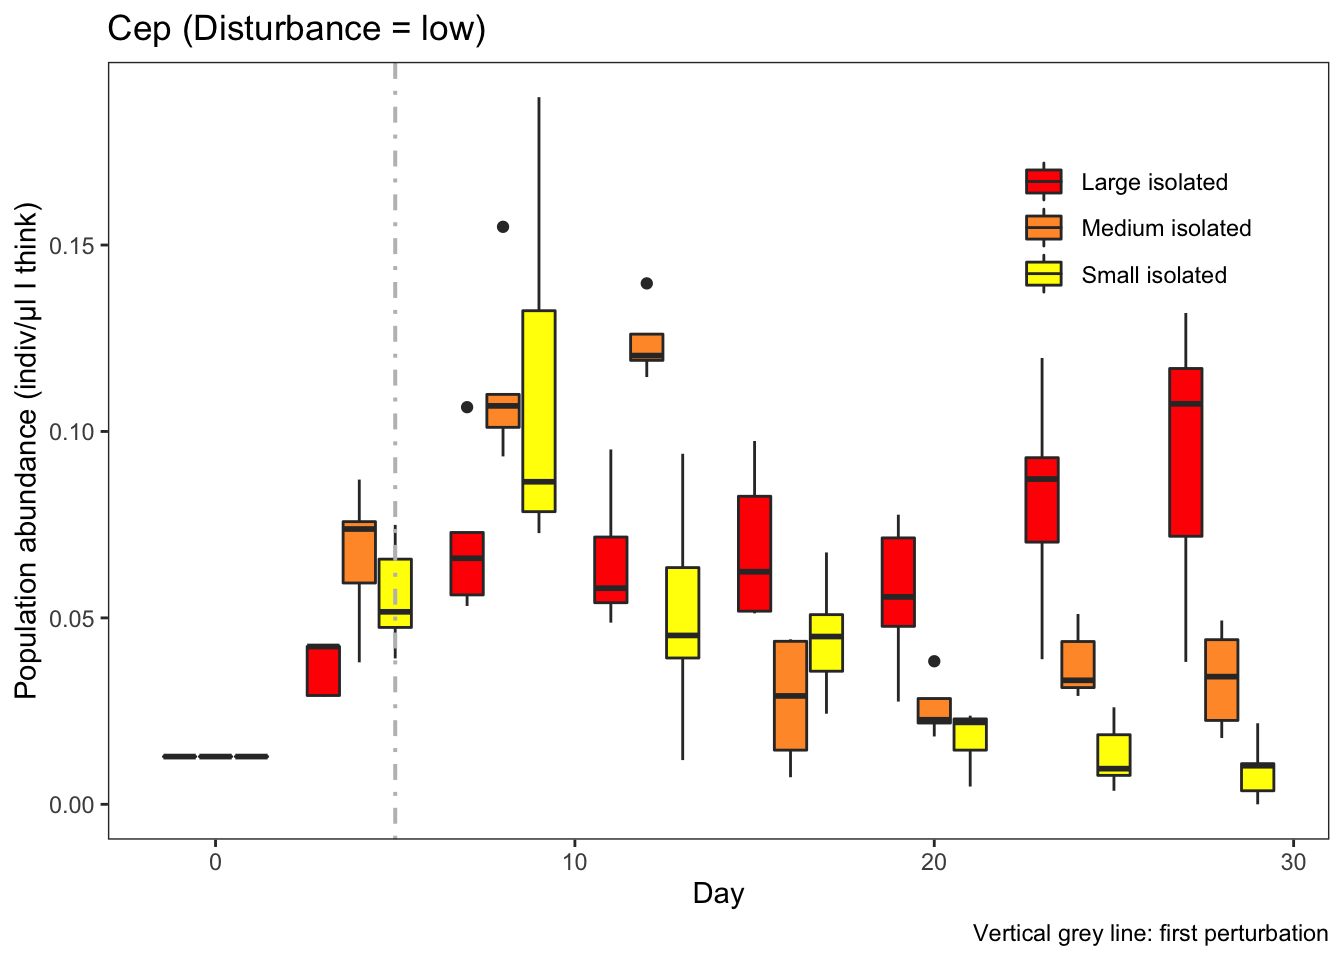 Cep (Disturbance = low)
Population abundance (indiv/μl I think)
0.15
0.10
0.05
0.00
Large isolated
Medium isolated
Small isolated
0
10
20
30
Day
Vertical grey line: first perturbation